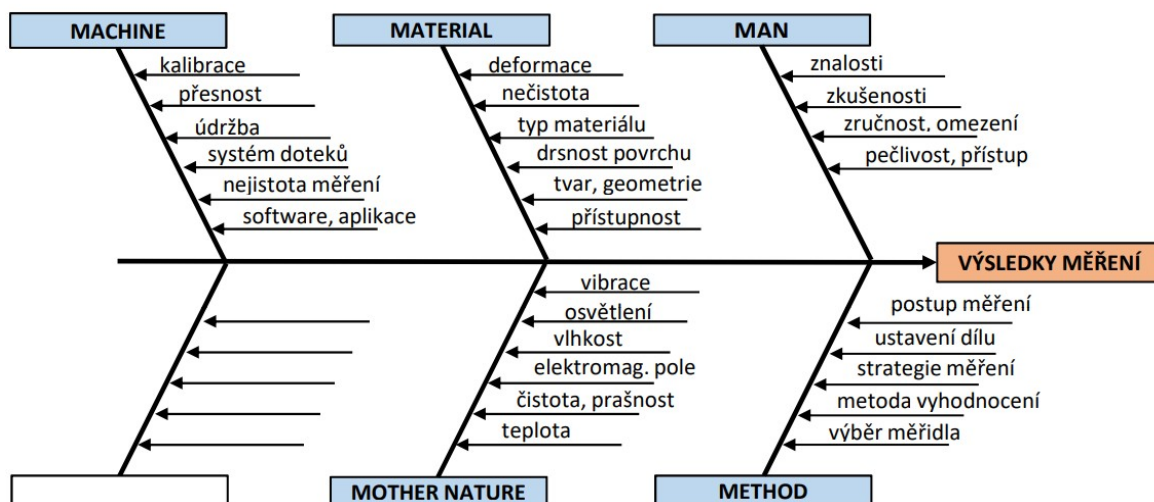 MACHINE
kalibrace
přesnost
údržba
systém doteků
nejistota měření
software, aplikace
MATERIAL
deformace
nečistota
typ materiálu
drsnost povrchu
tvar, geometrie
přístupnost
MAN
znalosti
zkušenosti
zručnost, omezení
pečlivost, přístup
VÝSLEDKY MĚŘENÍ
vibrace
osvětlení
vlhkost
elektromag. pole
čistota, prašnost
teplota
MOTHER NATURE
postup měření
ustavení dílu
strategie měření
metoda vyhodnocení
výběr měřidla
METHOD